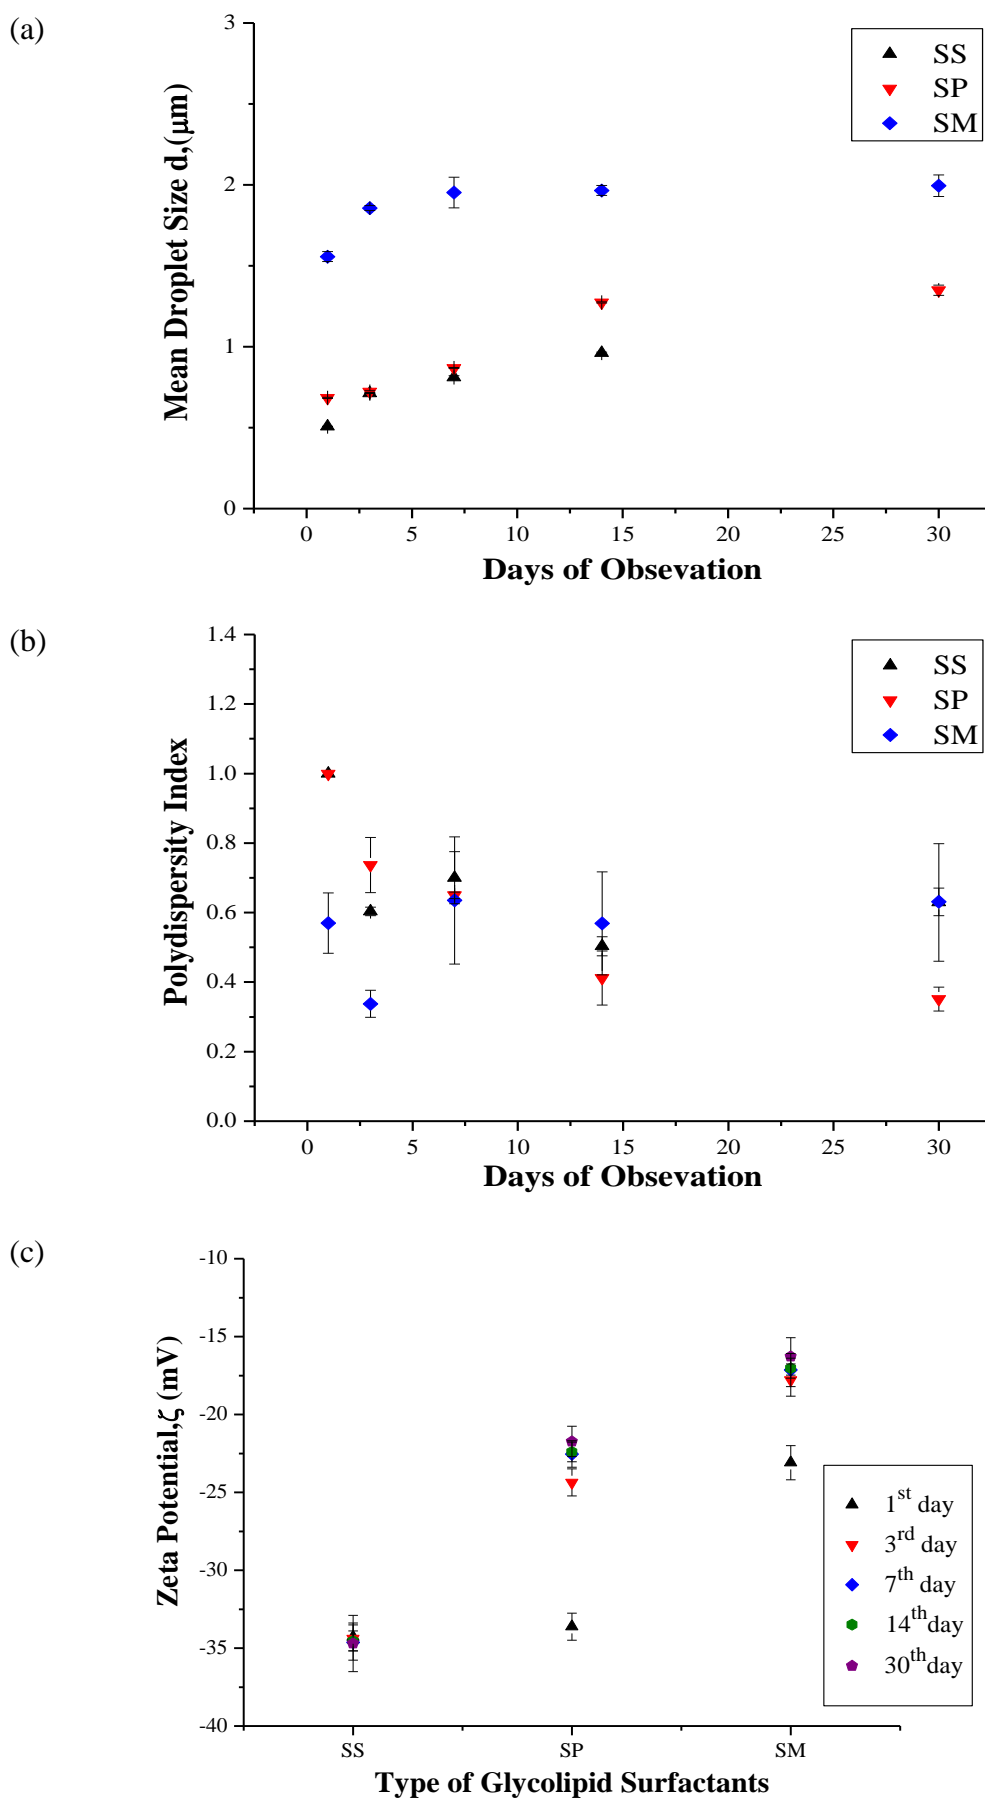 (a)
3
2
1
0
Mean Droplet Size d,(μm)
SS
SP
SM
0 5 10 15 20 25 30
Days of Obsevation
(b)
1.4
1.2
1.0
0.8
0.6
0.4
0.2
0.0
Polydispersity Index
SS
SP
SM
0 5 10 15 20 25 30
Days of Obsevation
(c)
-10
-15
-20
-25
-30
-35
-40
Zeta Potential,ζ (mV)
1st day
3rd day
7th day
14th day
30th day
SS SP SM
Type of Glycolipid Surfactants